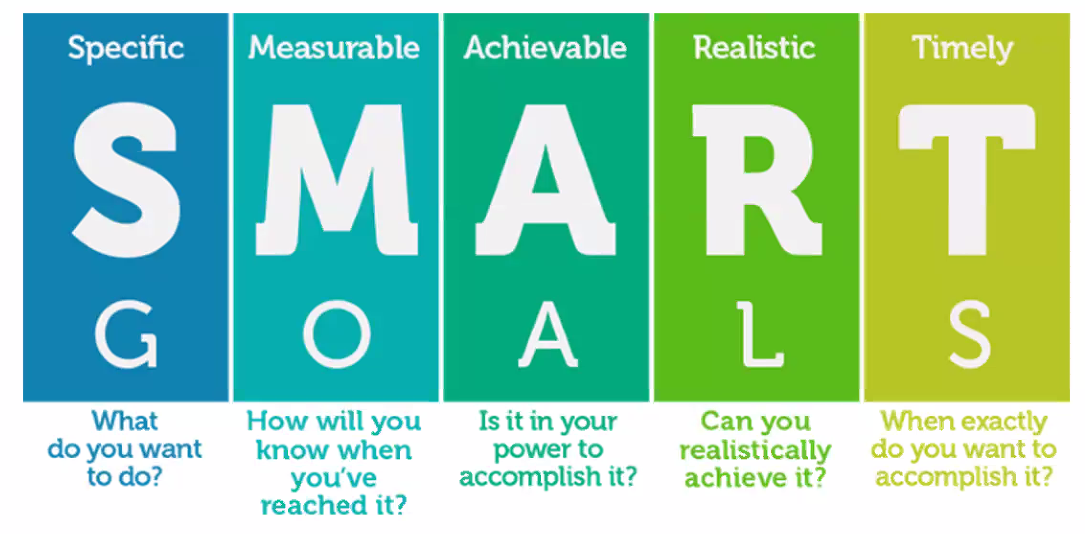 Specific Measurable Achievable Realistic Timely
S M A R T
G O A L S
What
do you want
to do?
How will you
know when
you've
reached it?
Is it in your
power to
accomplish it?
Can you
realistically
achieve it?
When exactly
do you want to
accomplish it?